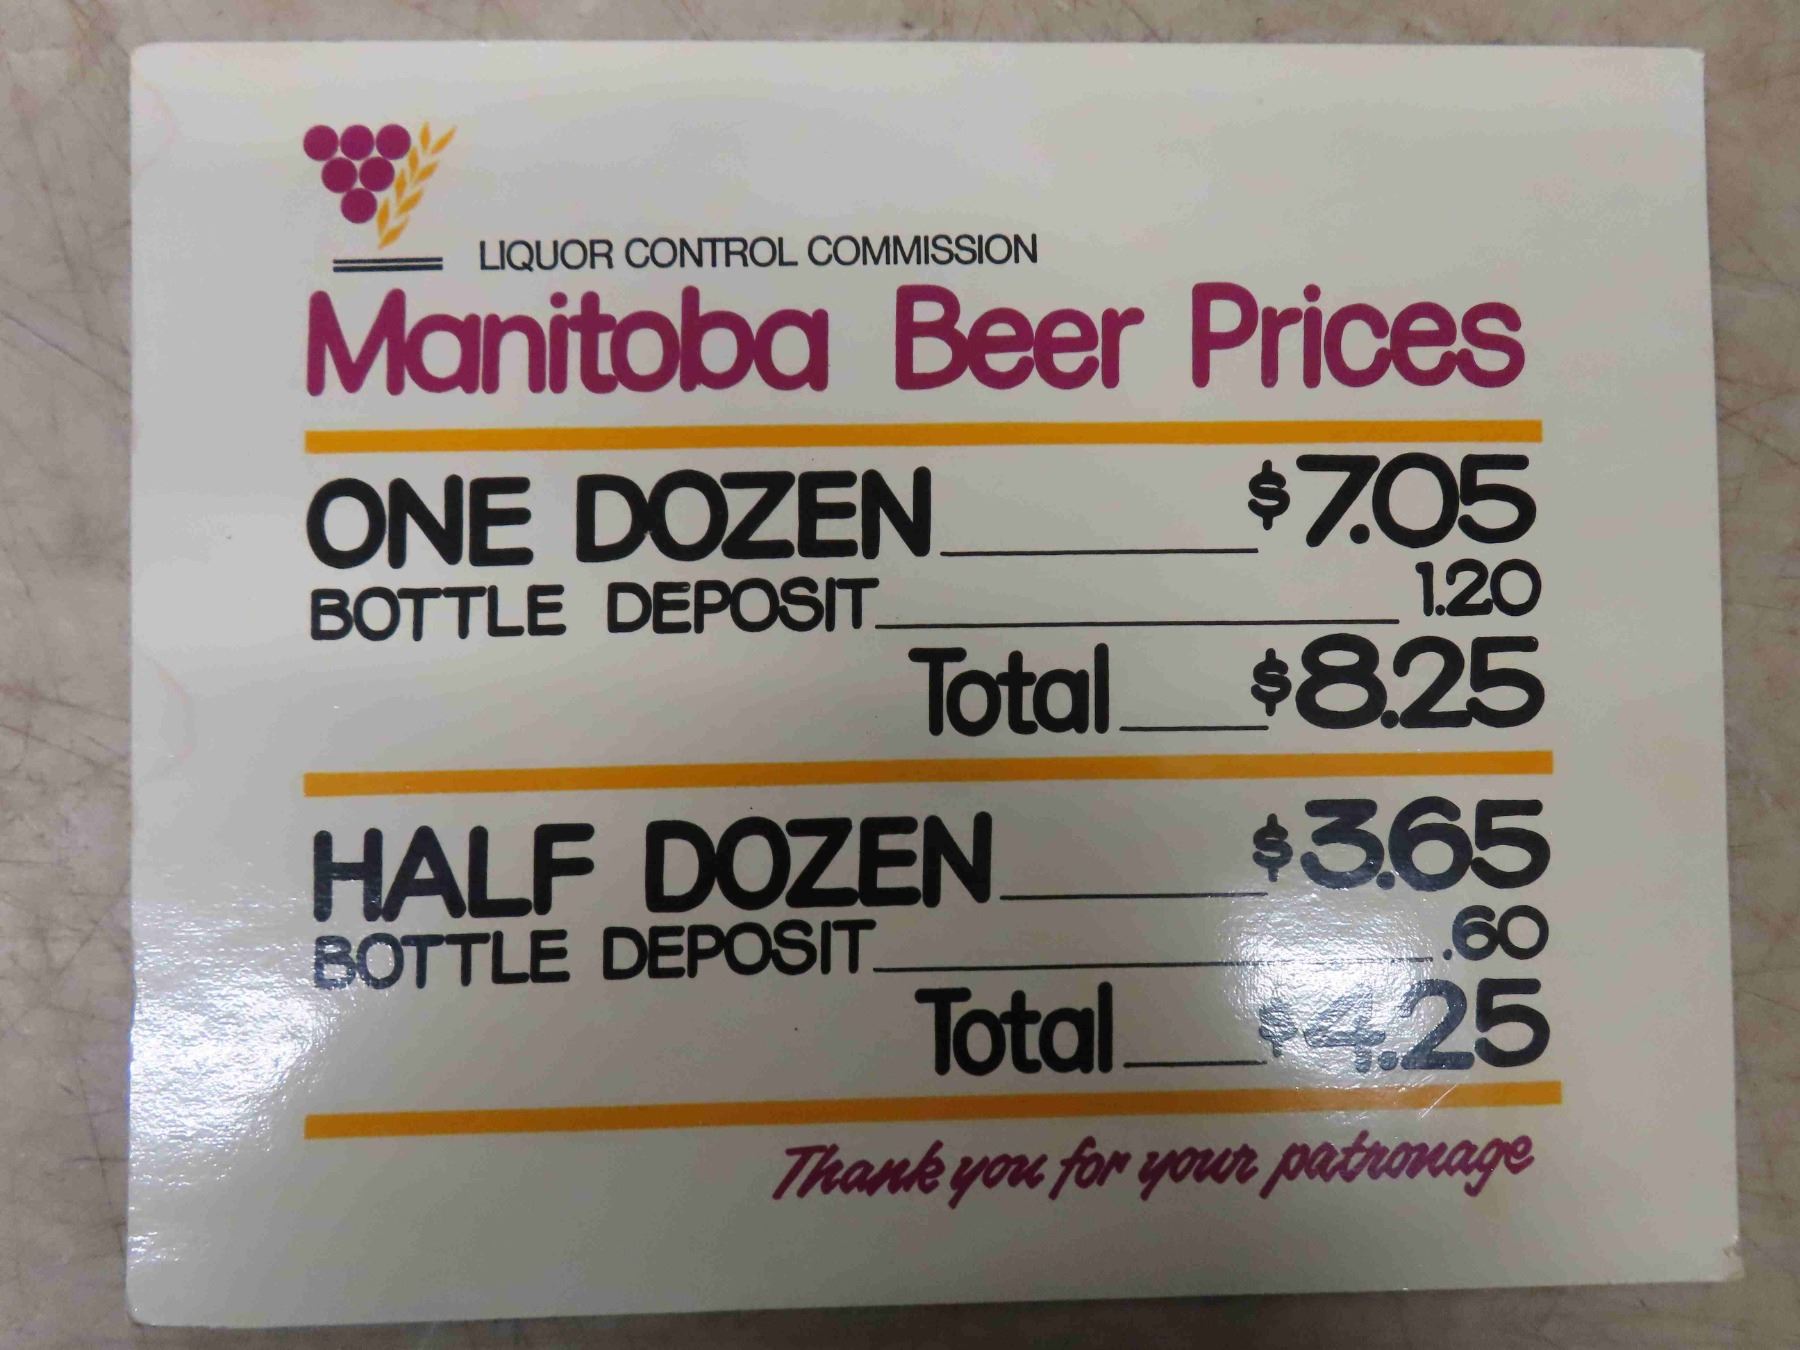 LIQUOR CONTROL COMMISSION
Manitoba Beer Prices
ONE DOZEN $7.05
BOTTLE DEPOSIT 1.20
Total $8.25
HALF DOZEN $3.65
BOTTLE DEPOSIT .60
Total $4.25
Thank you for your patronage